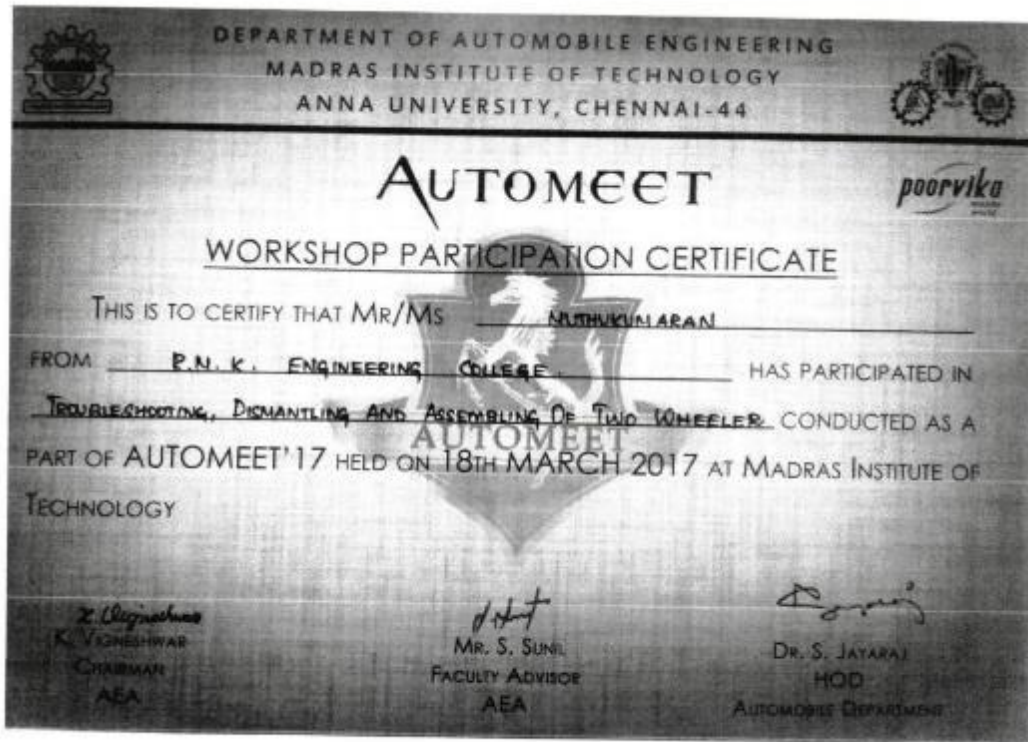 DEPARTMENT OF AUTOMOBILE ENGINEERING
MADRAS INSTITUTE OF TECHNOLOGY
ANNA UNIVERSITY, CHENNAI-44
AUTOMEET
poorvika
WORKSHOP PARTICIPATION CERTIFICATE
THIS IS TO CERTIFY THAT MR/MS MUTHUKUMARAN
FROM R.M.K. ENGINEERING COLLEGE. HAS PARTICIPATED IN
TROUBLESHOOTING, DISMANTLING AND ASSEMBLING OF TWO WHEELER CONDUCTED AS A
AUTOMEET
PART OF AUTOMEET'17 HELD ON 18TH MARCH 2017 AT MADRAS INSTITUTE OF
TECHNOLOGY
K. VIGNESHWAR
CHAIRMAN
AEA
MR. S. SUNIL
FACULTY ADVISOR
AEA
DR. S. JAYARAJ
HOD
AUTOMOBILE DEPARTMENT